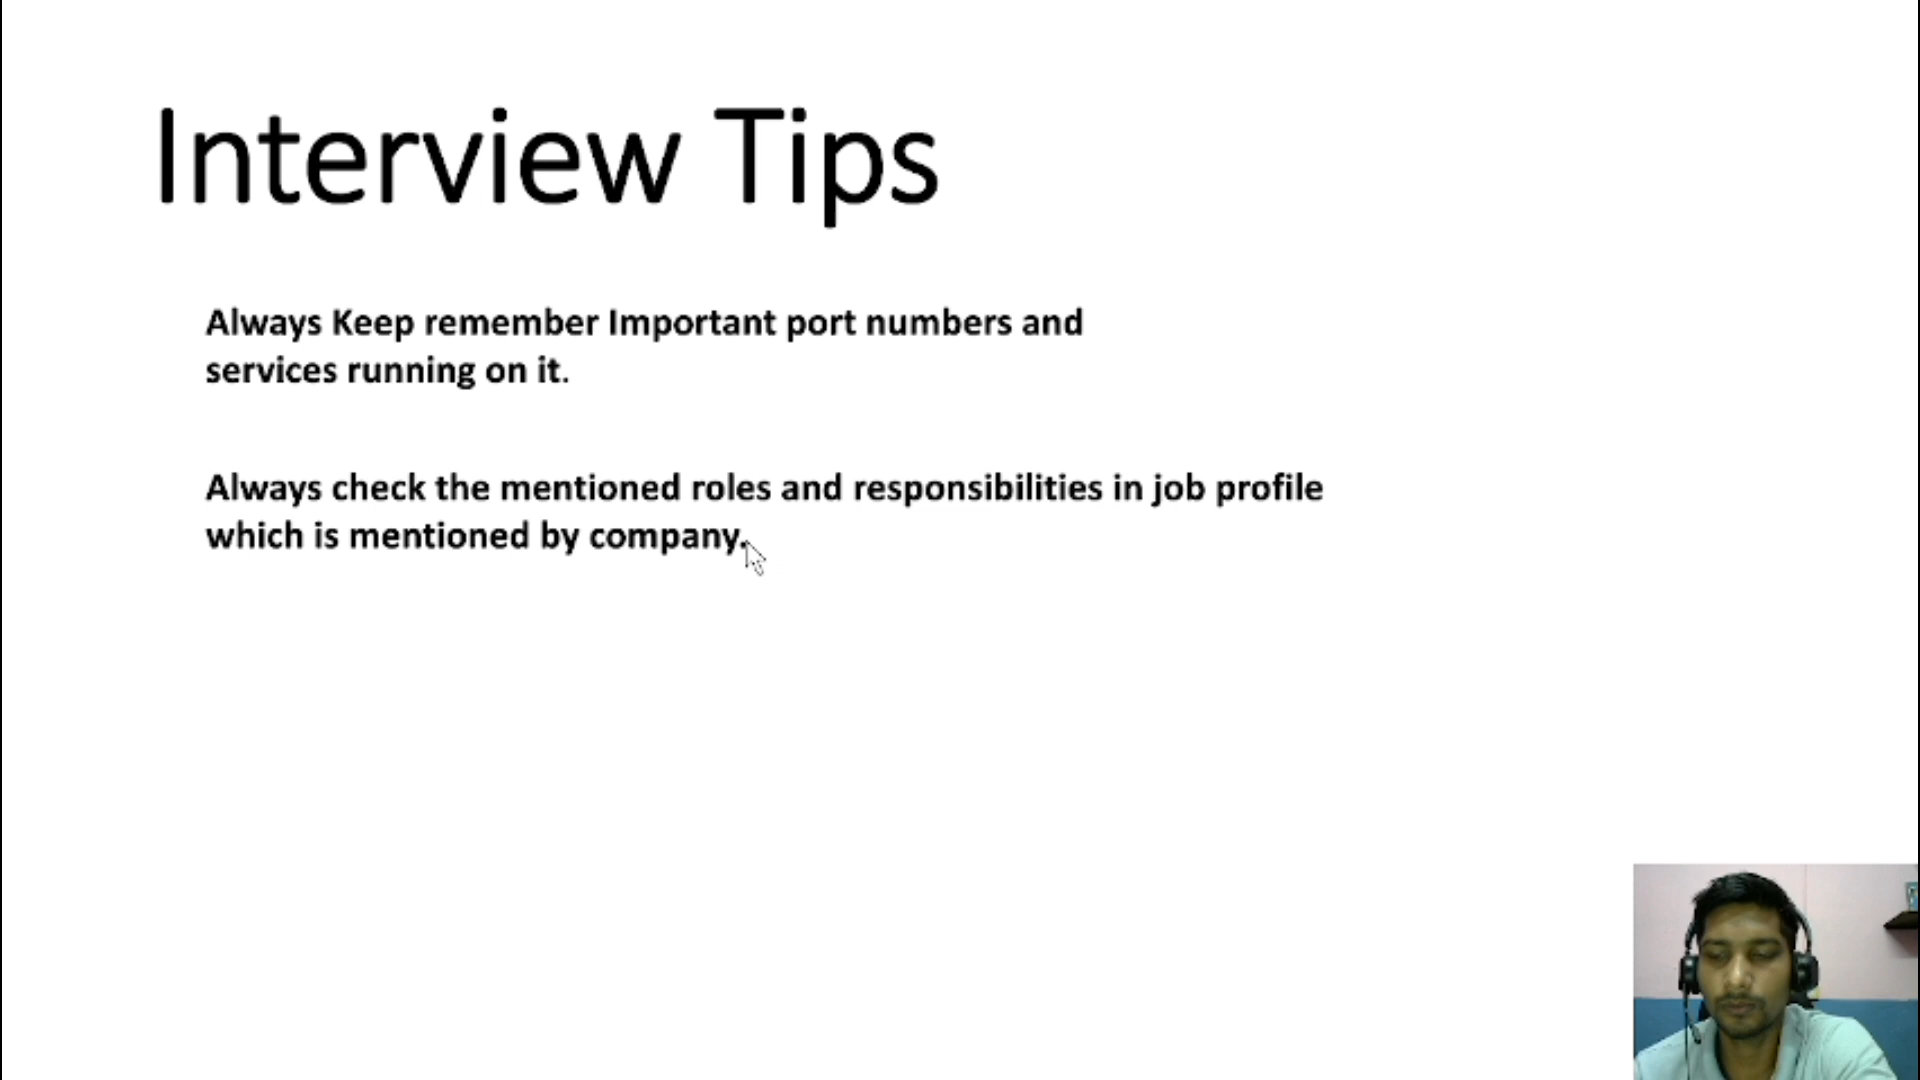 Interview Tips
Always Keep remember Important port numbers and
services running on it.
Always check the mentioned roles and responsibilities in job profile
which is mentioned by company.